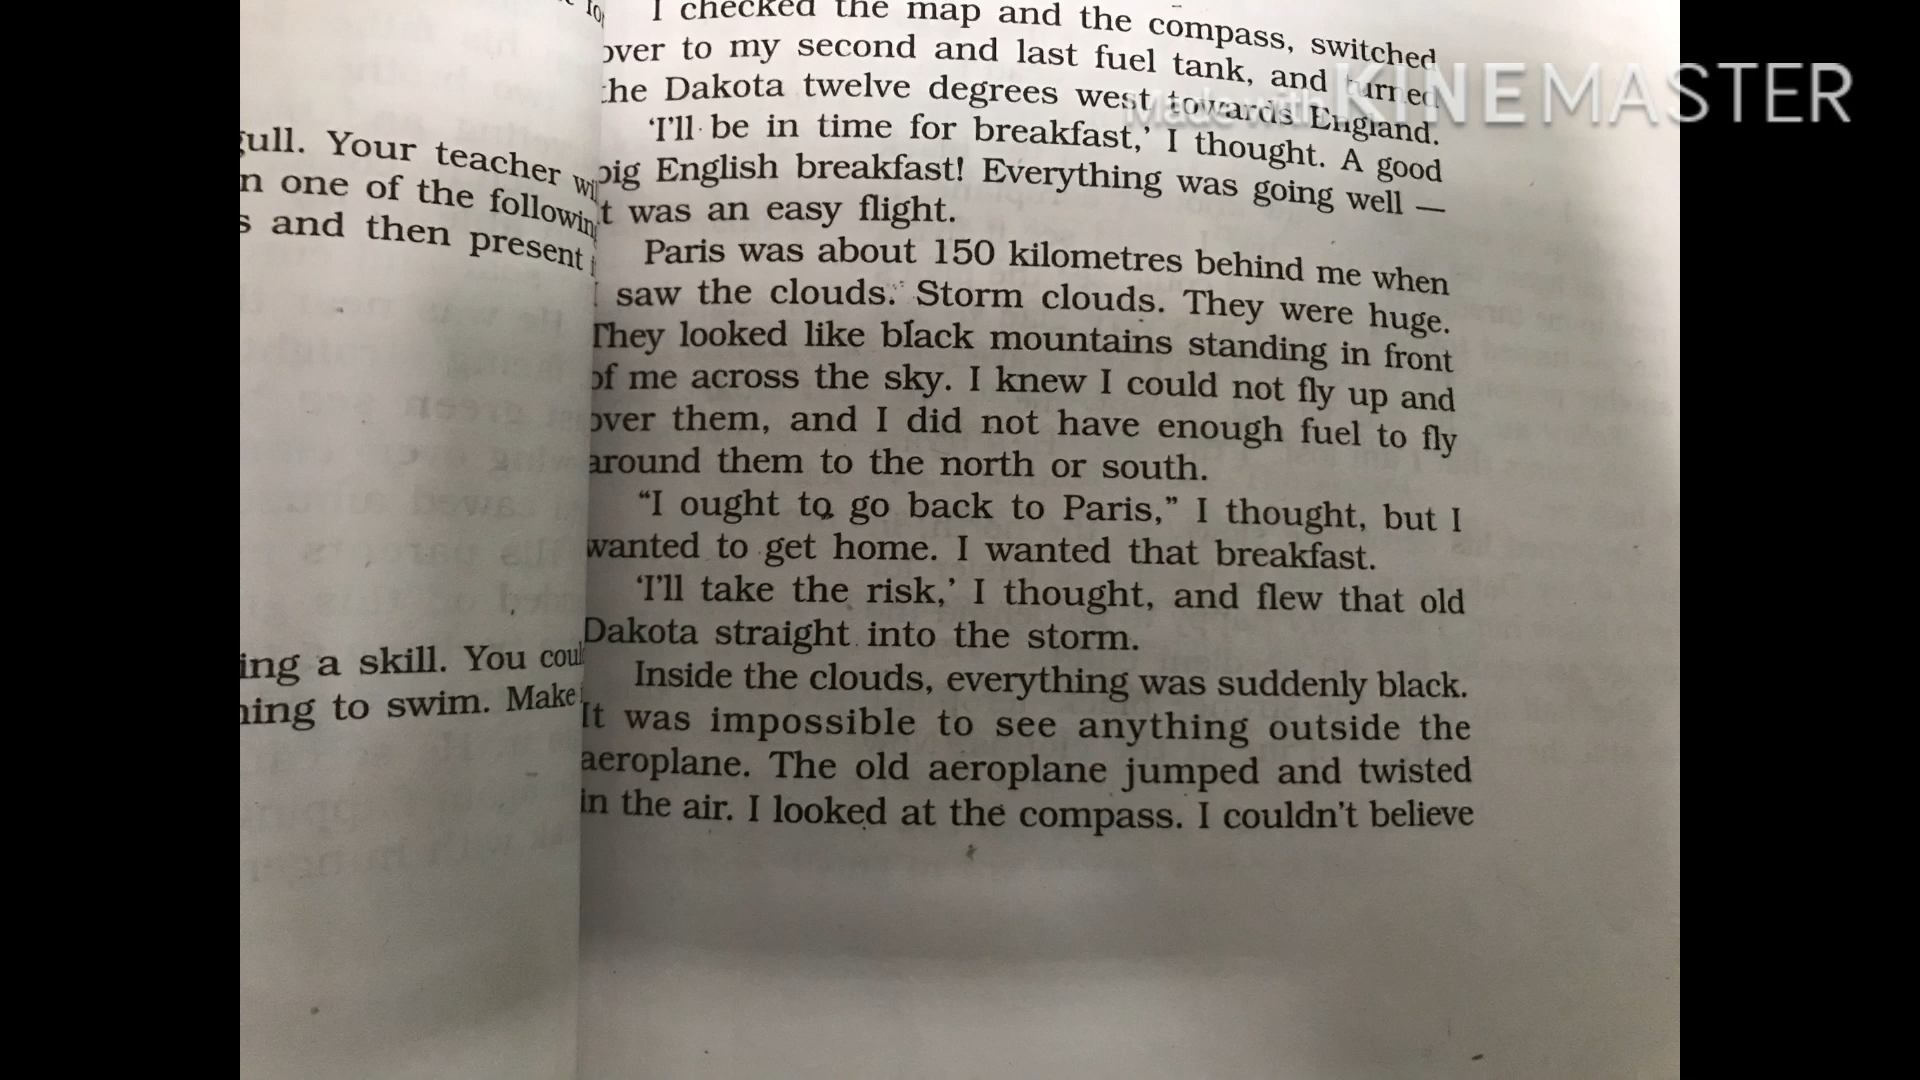 gull. Your teacher
n one of the following
s and then present
ing a skill. You could
ning to swim. Make
I checked the map and the compass, switched
over to my second and last fuel tank, and turned
the Dakota twelve degrees west towards England.
‘I’ll be in time for breakfast,’ I thought. A good
big English breakfast! Everything was going well —
it was an easy flight.
Paris was about 150 kilometres behind me when
I saw the clouds. Storm clouds. They were huge.
They looked like black mountains standing in front
of me across the sky. I knew I could not fly up and
over them, and I did not have enough fuel to fly
around them to the north or south.
“I ought to go back to Paris,” I thought, but I
wanted to get home. I wanted that breakfast.
‘I’ll take the risk,’ I thought, and flew that old
Dakota straight into the storm.
Inside the clouds, everything was suddenly black.
It was impossible to see anything outside the
aeroplane. The old aeroplane jumped and twisted
in the air. I looked at the compass. I couldn’t believe
Made with KINEMASTER